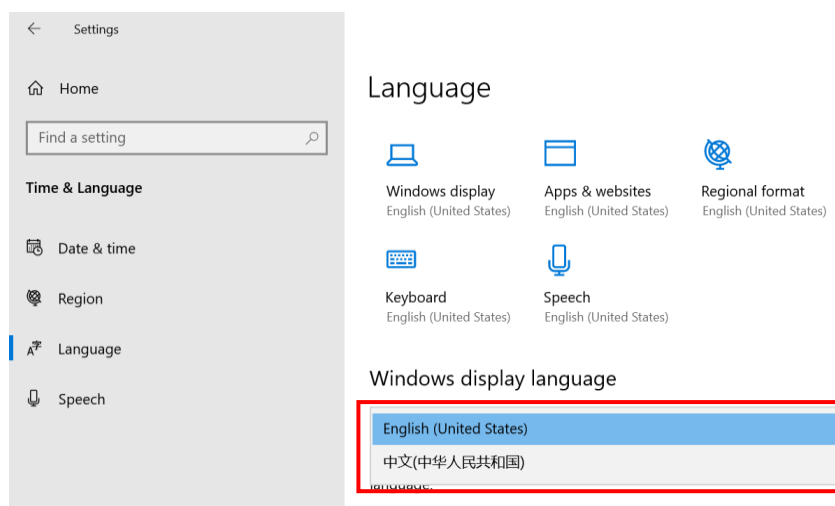 Settings
Home
Find a setting
Time & Language
Date & time
Region
Language
Speech
Language
Windows display
English (United States)
Apps & websites
English (United States)
Regional format
English (United States)
Keyboard
English (United States)
Speech
English (United States)
Windows display language
English (United States)
中文(中华人民共和国)
language.